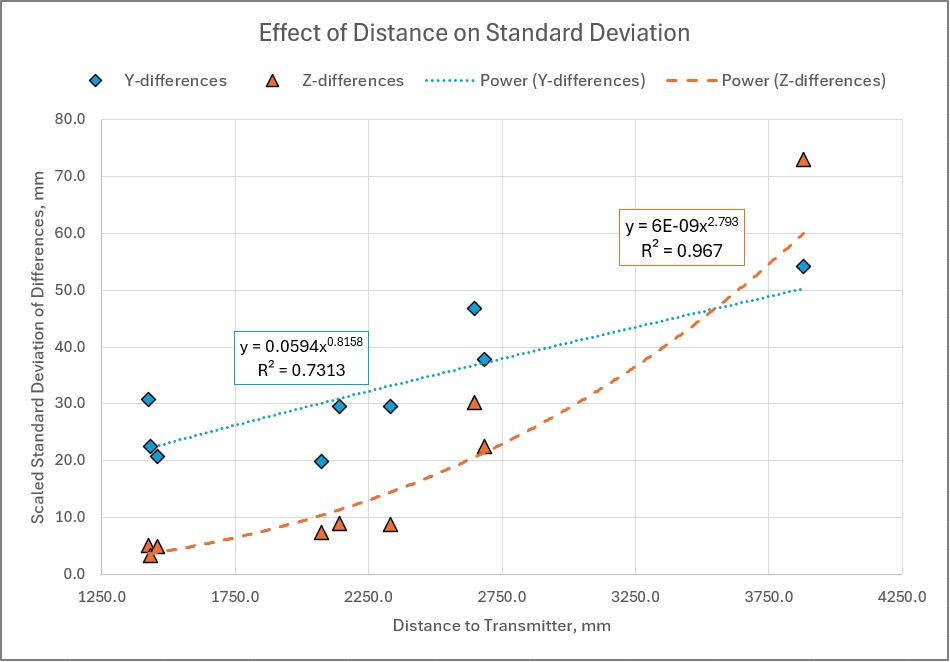 Effect of Distance on Standard Deviation
Y-differences Z-differences Power (Y-differences) Power (Z-differences)
80.0
70.0
60.0
50.0
40.0
30.0
20.0
10.0
0.0
Scaled Standard Deviation of Differences, mm
y = 6E-09x^2.793
R² = 0.967
y = 0.0594x^0.8158
R² = 0.7313
1250.0 1750.0 2250.0 2750.0 3250.0 3750.0 4250.0
Distance to Transmitter, mm